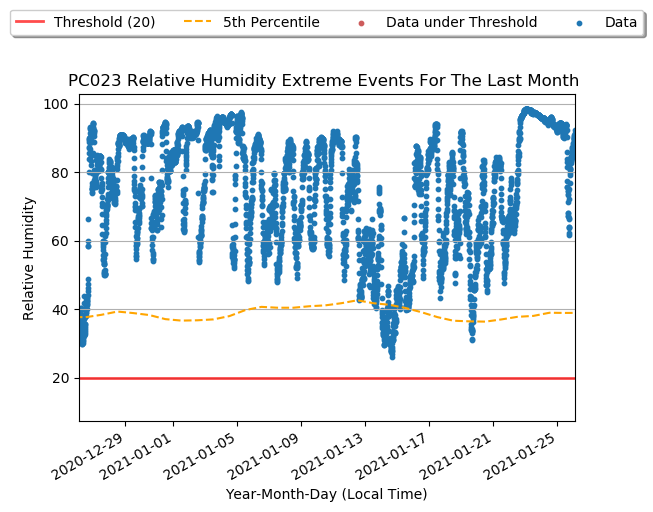 Threshold (20) 5th Percentile Data under Threshold Data
PC023 Relative Humidity Extreme Events For The Last Month
100
80
60
40
20
Relative Humidity
2020-12-29 2021-01-01 2021-01-05 2021-01-09 2021-01-13 2021-01-17 2021-01-21 2021-01-25
Year-Month-Day (Local Time)